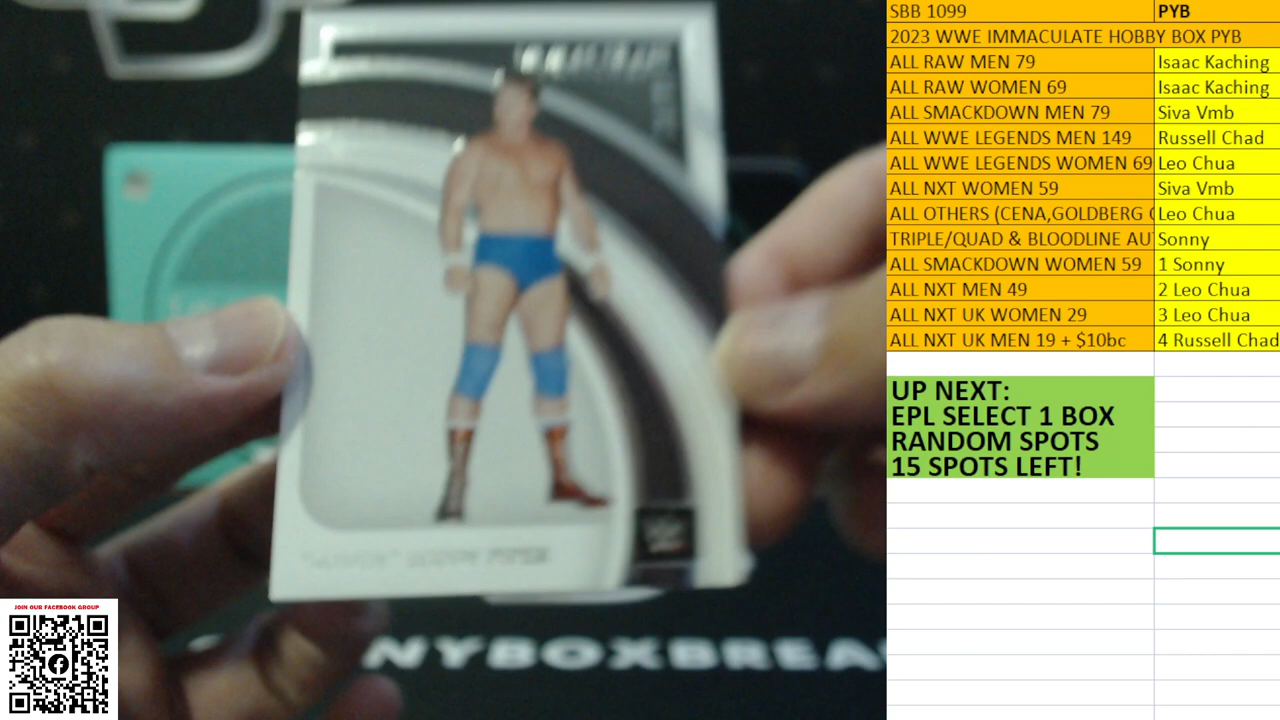 SBB 1099 PYB
2023 WWE IMMACULATE HOBBY BOX PYB
ALL RAW MEN 79 Isaac Kaching
ALL RAW WOMEN 69 Isaac Kaching
ALL SMACKDOWN MEN 79 Siva Vmb
ALL WWE LEGENDS MEN 149 Russell Chad
ALL WWE LEGENDS WOMEN 69 Leo Chua
ALL NXT WOMEN 59 Siva Vmb
ALL OTHERS (CENA,GOLDBERG Leo Chua
TRIPLE/QUAD & BLOODLINE AU Sonny
ALL SMACKDOWN WOMEN 59 1 Sonny
ALL NXT MEN 49 2 Leo Chua
ALL NXT UK WOMEN 29 3 Leo Chua
ALL NXT UK MEN 19 + $10bc 4 Russell Chad
UP NEXT:
EPL SELECT 1 BOX
RANDOM SPOTS
15 SPOTS LEFT!
PIPER
NYBOXBREA
JOIN OUR FACEBOOK GROUP